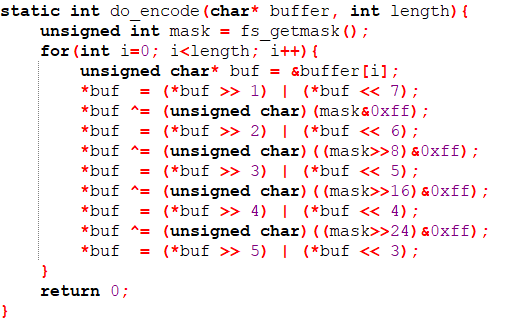 static int do_encode(char* buffer, int length){
    unsigned int mask = fs_getmask();
    for(int i=0; i<length; i++){
        unsigned char* buf = &buffer[i];
        *buf  = (*buf >> 1) | (*buf << 7);
        *buf ^= (unsigned char)(mask&0xff);
        *buf  = (*buf >> 2) | (*buf << 6);
        *buf ^= (unsigned char)((mask>>8)&0xff);
        *buf  = (*buf >> 3) | (*buf << 5);
        *buf ^= (unsigned char)((mask>>16)&0xff);
        *buf  = (*buf >> 4) | (*buf << 4);
        *buf ^= (unsigned char)((mask>>24)&0xff);
        *buf  = (*buf >> 5) | (*buf << 3);
    }
    return 0;
}